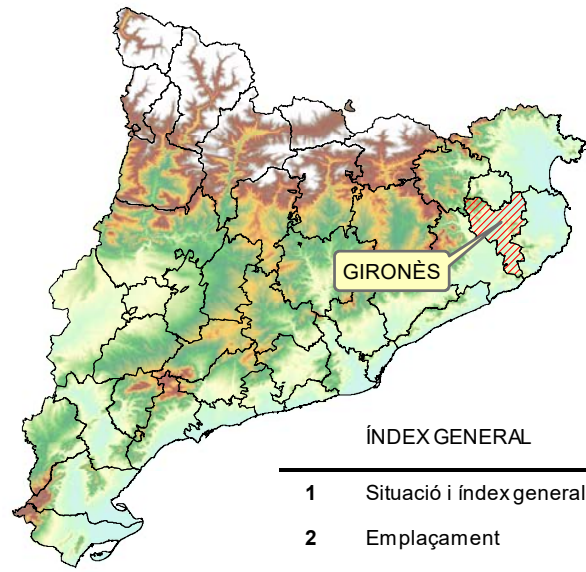 GIRONÈS
ÍNDEX GENERAL
1 Situació i índex general
2 Emplaçament